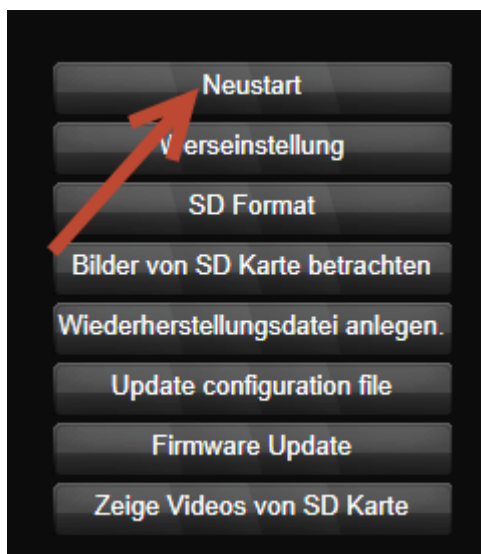 Neustart
erseinstellung
SD Format
Bilder von SD Karte betrachten
Wiederherstellungsdatei anlegen.
Update configuration file
Firmware Update
Zeige Videos von SD Karte